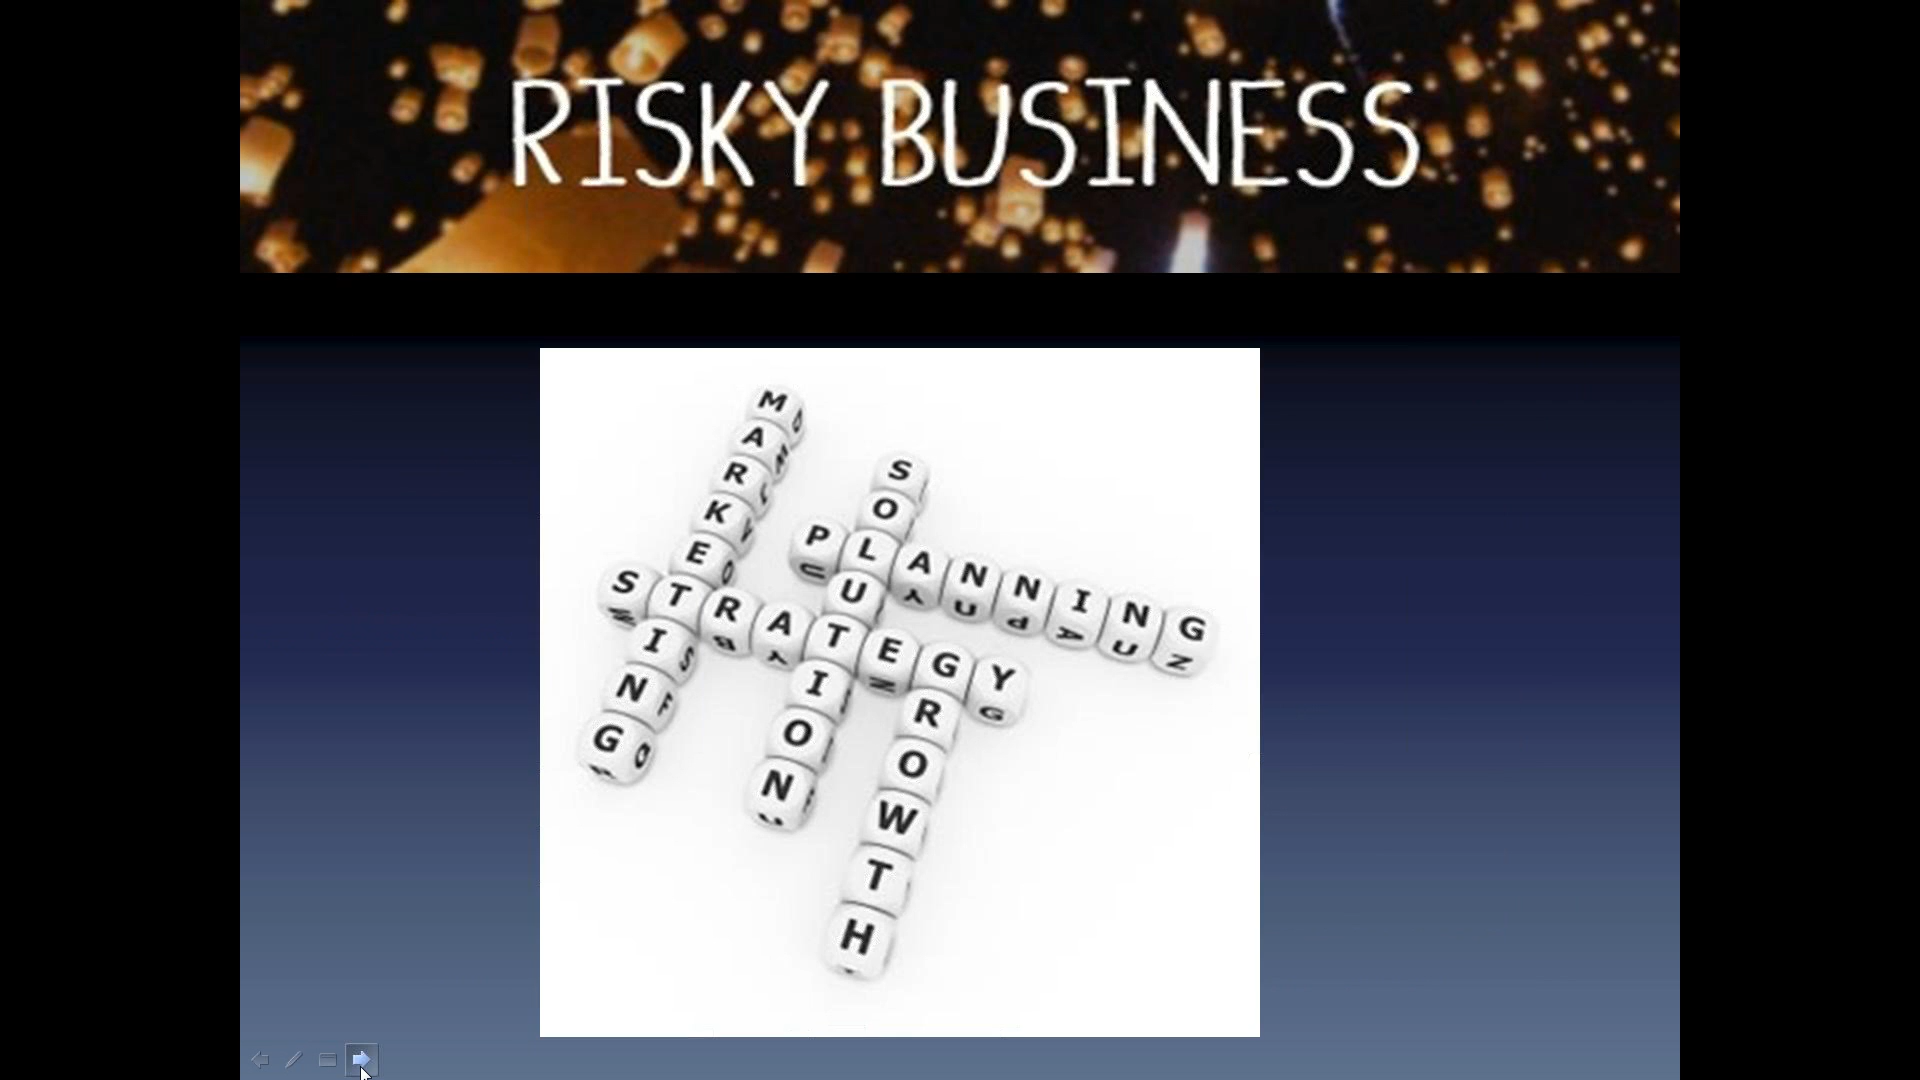 RISKY BUSINESS
MARKETING
SOLUTION
PLANNING
STRATEGY
GROWTH